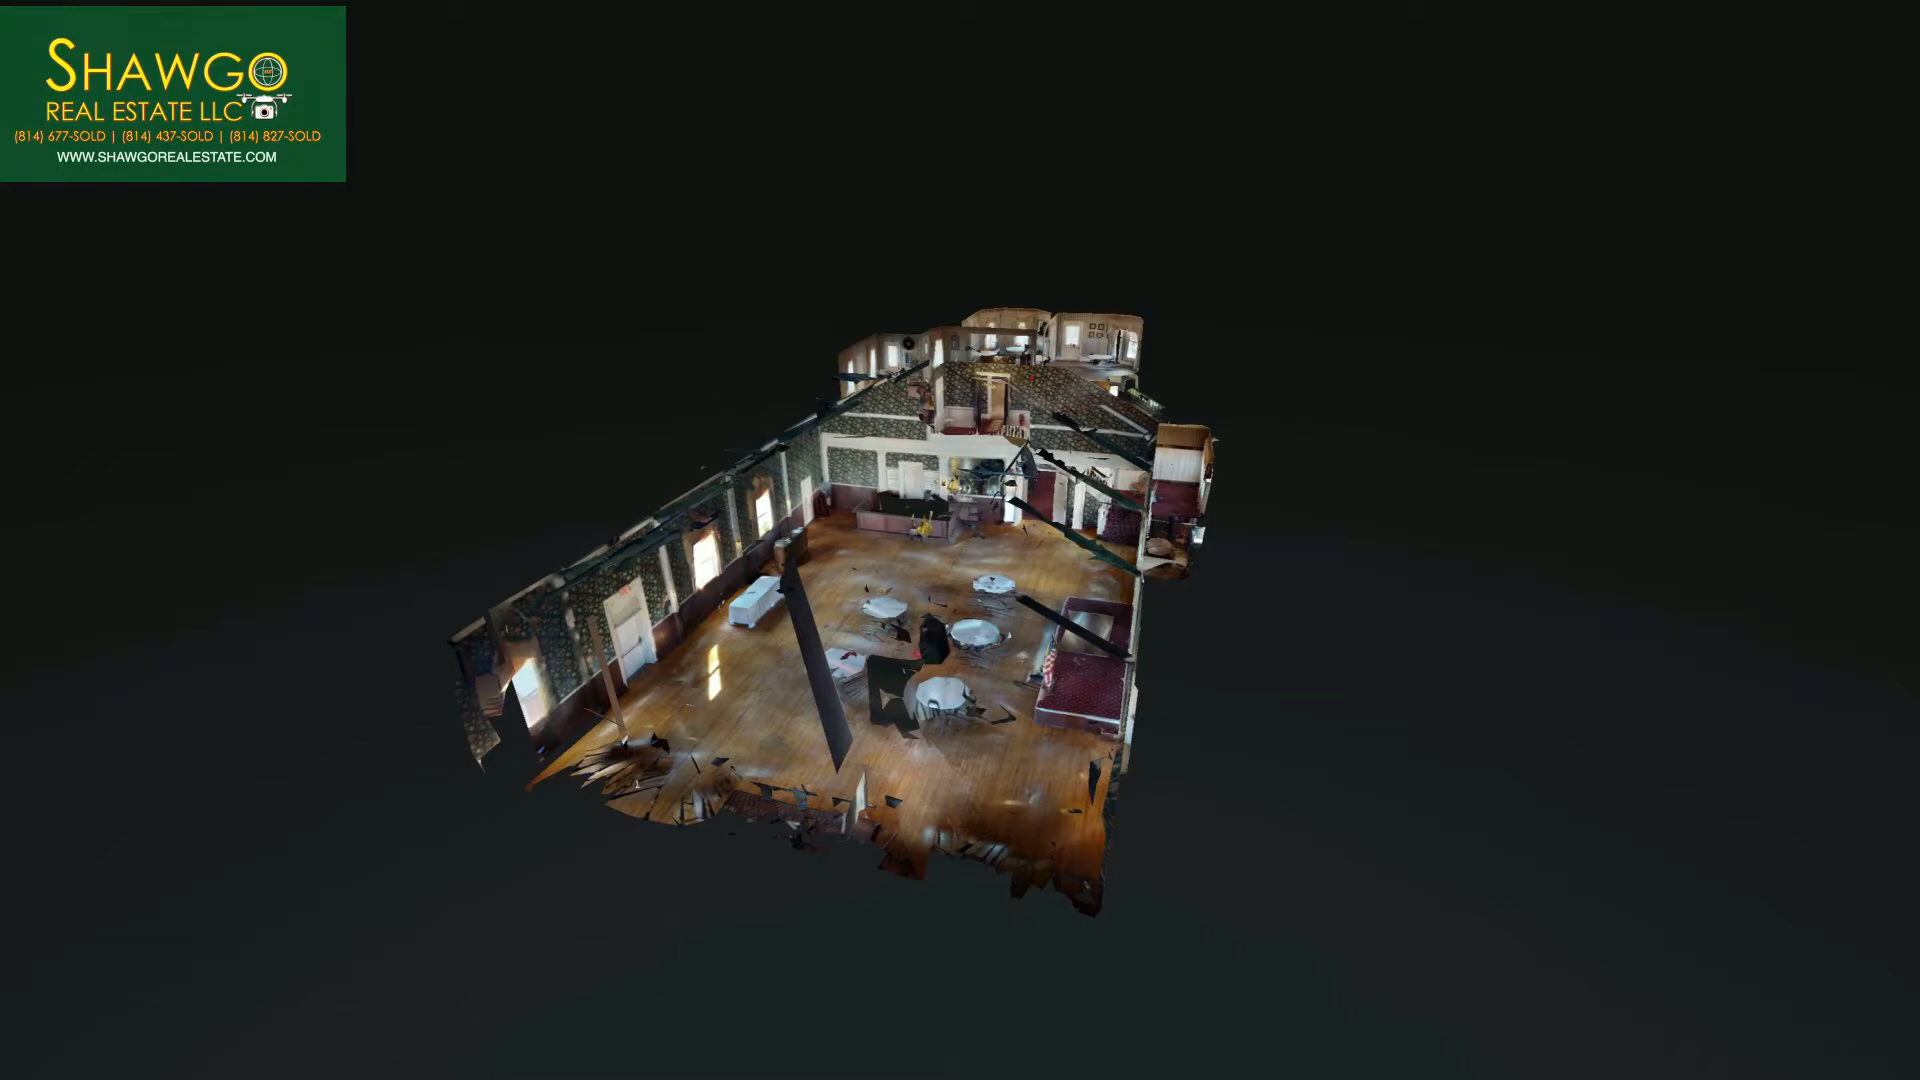 SHAWGO
REAL ESTATE LLC
(814) 677-SOLD | (814) 437-SOLD | (814) 827-SOLD
WWW.SHAWGOREALESTATE.COM